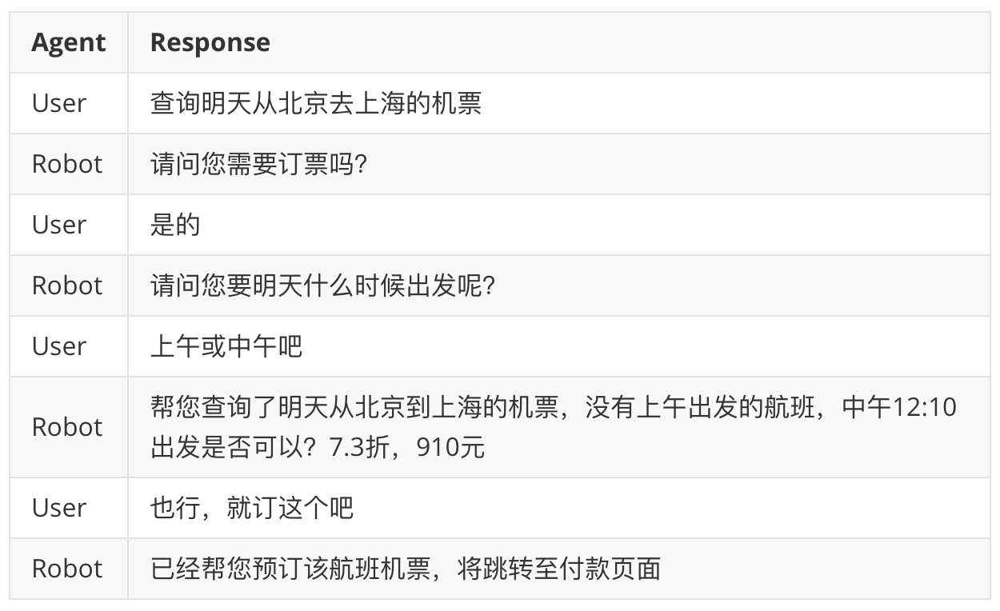 Agent Response
User 查询明天从北京去上海的机票
Robot 请问您需要订票吗？
User 是的
Robot 请问您要明天什么时候出发呢？
User 上午或中午吧
Robot 帮您查询了明天从北京到上海的机票，没有上午出发的航班，中午12:10
出发是否可以？7.3折，910元
User 也行，就订这个吧
Robot 已经帮您预订该航班机票，将跳转至付款页面